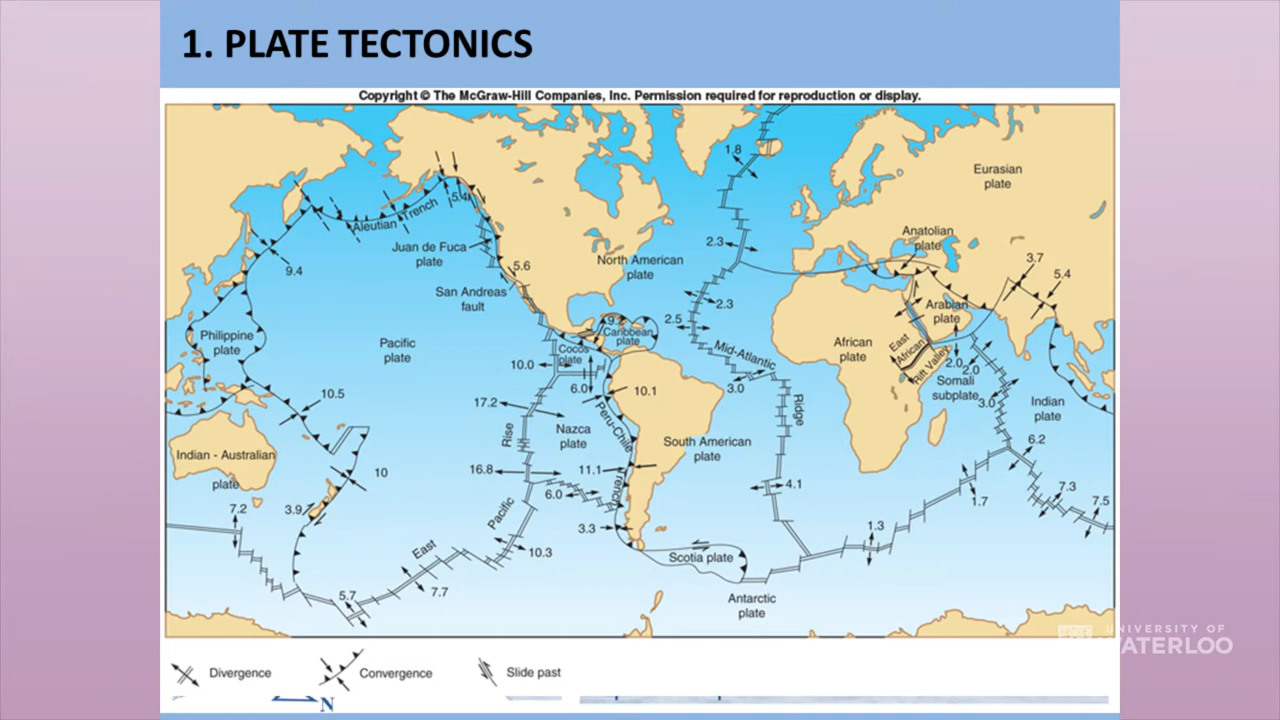 1. PLATE TECTONICS
Copyright © The McGraw-Hill Companies, Inc. Permission required for reproduction or display.
1.8
Eurasian
plate
5.4
Aleutian Trench
Juan de Fuca
plate
9.4
5.6
San Andreas
fault
North American
plate
2.3
Anatolian
plate
3.7
5.4
2.3
2.5
Arabian
plate
Philippine
plate
Pacific
plate
9.2
Caribbean
plate
Cocos
plate
Mid-Atlantic
Ridge
African
plate
East
African
Rift Valley
2.0
2.0
Somali
subplate
3.0
Indian
plate
10.0
6.0
10.1
3.0
10.5
17.2
Nazca
plate
Peru-Chile
Trench
South American
plate
6.2
Indian - Australian
plate
10
Rise
16.8
11.1
6.0
4.1
7.3
7.5
1.7
7.2
3.9
Pacific
3.3
1.3
East
10.3
Scotia plate
5.7
7.7
Antarctic
plate
UNIVERSITY OF
WATERLOO
Divergence
Convergence
Slide past
N